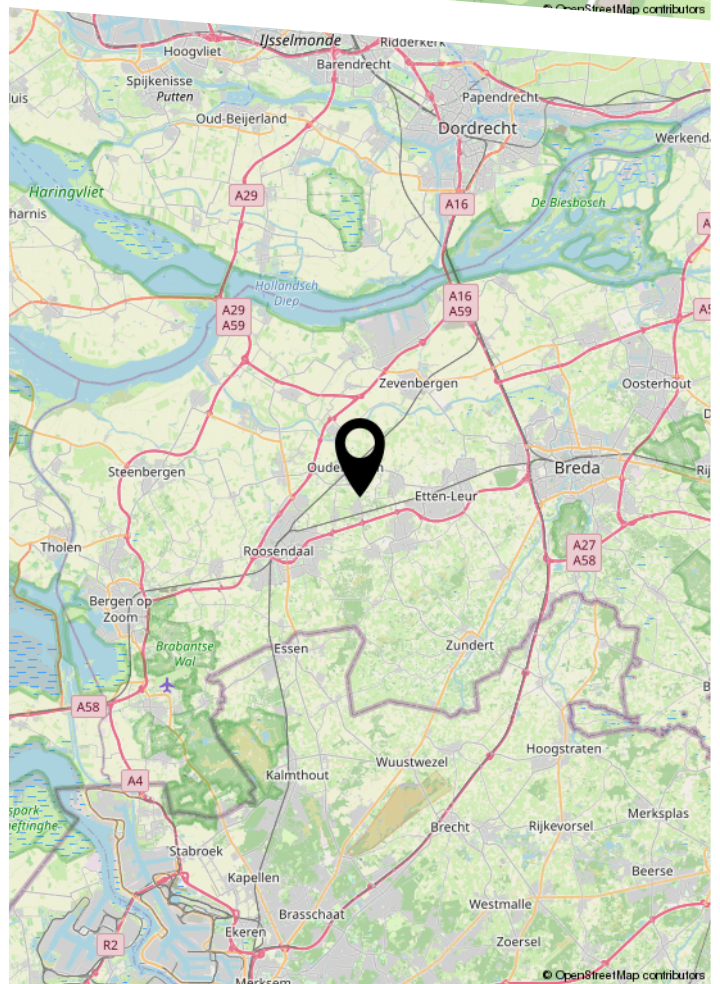 © OpenStreetMap contributors
IJsselmonde
Ridderkerk
Hoogvliet
Barendrecht
Spijkenisse
Putten
Papendrecht
Oud-Beijerland
Dordrecht
Werkenda
Haringvliet
A29
A16
De Biesbosch
harnis
Hollandsch
Diep
A29
A59
A16
A59
Zevenbergen
Oosterhout
Steenbergen
Breda
Etten-Leur
Tholen
Roosendaal
A27
A58
Bergen op
Zoom
Brabantse
Wal
Essen
Zundert
A58
Hoogstraten
Wuustwezel
Kalmthout
A4
Merksplas
Brecht
Rijkevorsel
Stabroek
Beerse
Kapellen
Westmalle
Brasschaat
Ekeren
Zoersel
R2
Merksem
© OpenStreetMap contributors